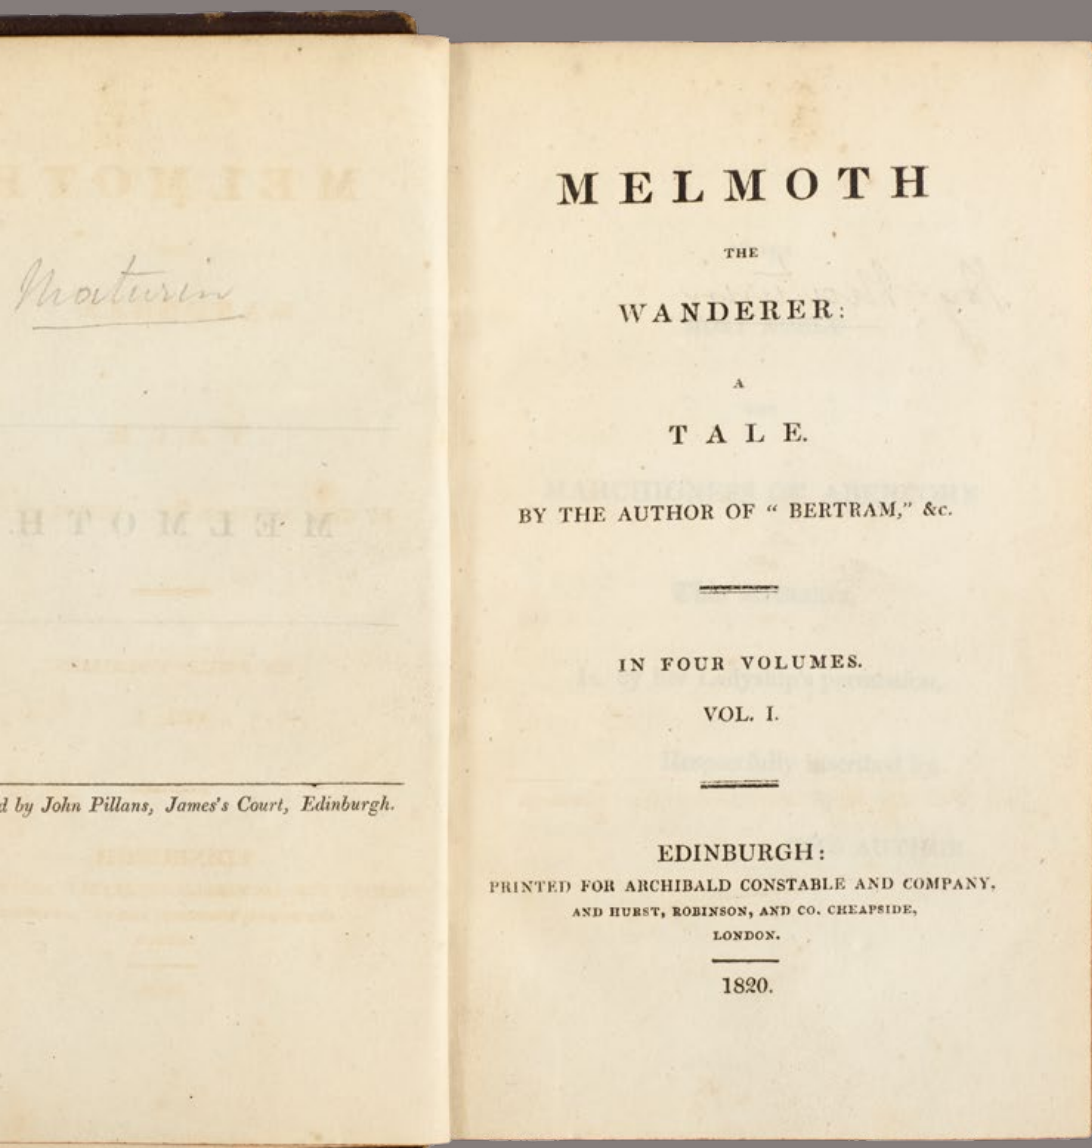 Maturin
d by John Pillans, James's Court, Edinburgh.
MELMOTH
THE
WANDERER:
A
TALE.
BY THE AUTHOR OF “ BERTRAM,” &c.
IN FOUR VOLUMES.
VOL. I.
EDINBURGH:
PRINTED FOR ARCHIBALD CONSTABLE AND COMPANY,
AND HURST, ROBINSON, AND CO. CHEAPSIDE,
LONDON.
1820.